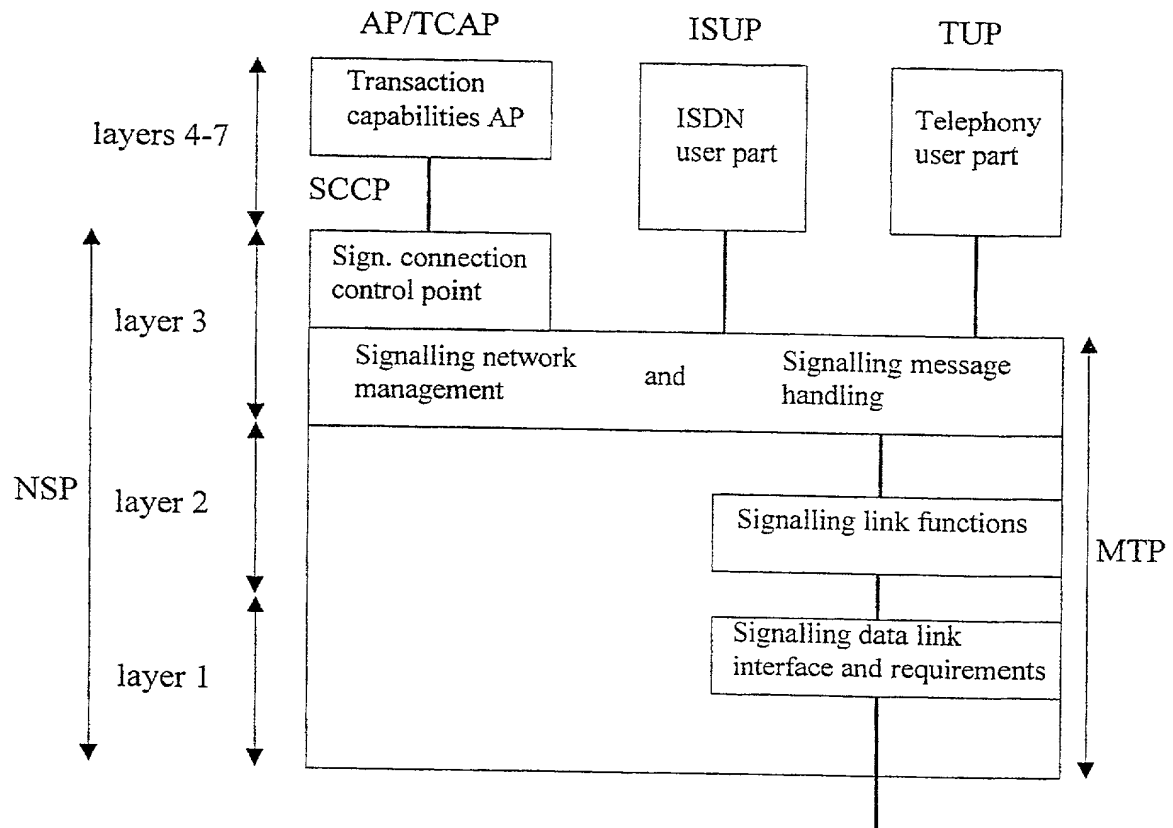 AP/TCAP
ISUP
TUP
Transaction
capabilities AP
ISDN
user part
Telephony
user part
layers 4-7
SCCP
Sign. connection
control point
layer 3
Signalling network
management
and
Signalling message
handling
NSP
layer 2
Signalling link functions
MTP
Signalling data link
interface and requirements
layer 1